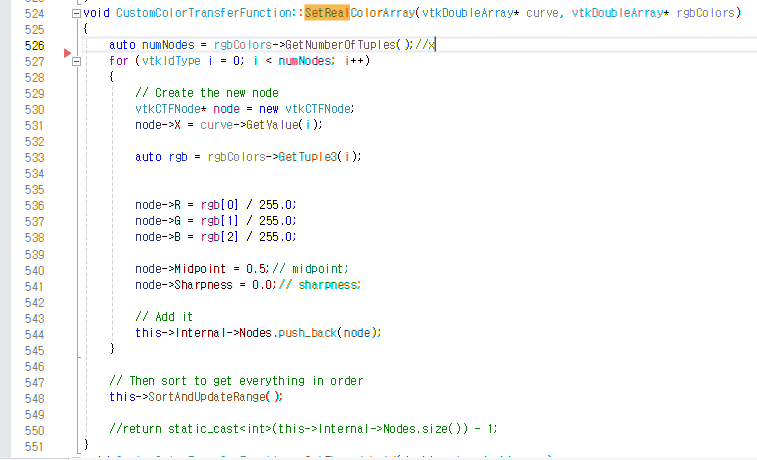 524 void CustomColorTransferFunction::SetRealColorArray(vtkDoubleArray* curve, vtkDoubleArray* rgbColors)
525 {
526 auto numNodes = rgbColors->GetNumberOfTuples();//x
527 for (vtkIdType i = 0; i < numNodes; i++)
528 {
529 // Create the new node
530 vtkCTFNode* node = new vtkCTFNode;
531 node->X = curve->GetValue(i);
532
533 auto rgb = rgbColors->GetTuple3(i);
534
535
536 node->R = rgb[0] / 255.0;
537 node->G = rgb[1] / 255.0;
538 node->B = rgb[2] / 255.0;
539
540 node->Midpoint = 0.5;// midpoint;
541 node->Sharpness = 0.0;// sharpness;
542
543 // Add it
544 this->Internal->Nodes.push_back(node);
545 }
546
547 // Then sort to get everything in order
548 this->SortAndUpdateRange();
549
550 //return static_cast<int>(this->Internal->Nodes.size()) - 1;
551 }